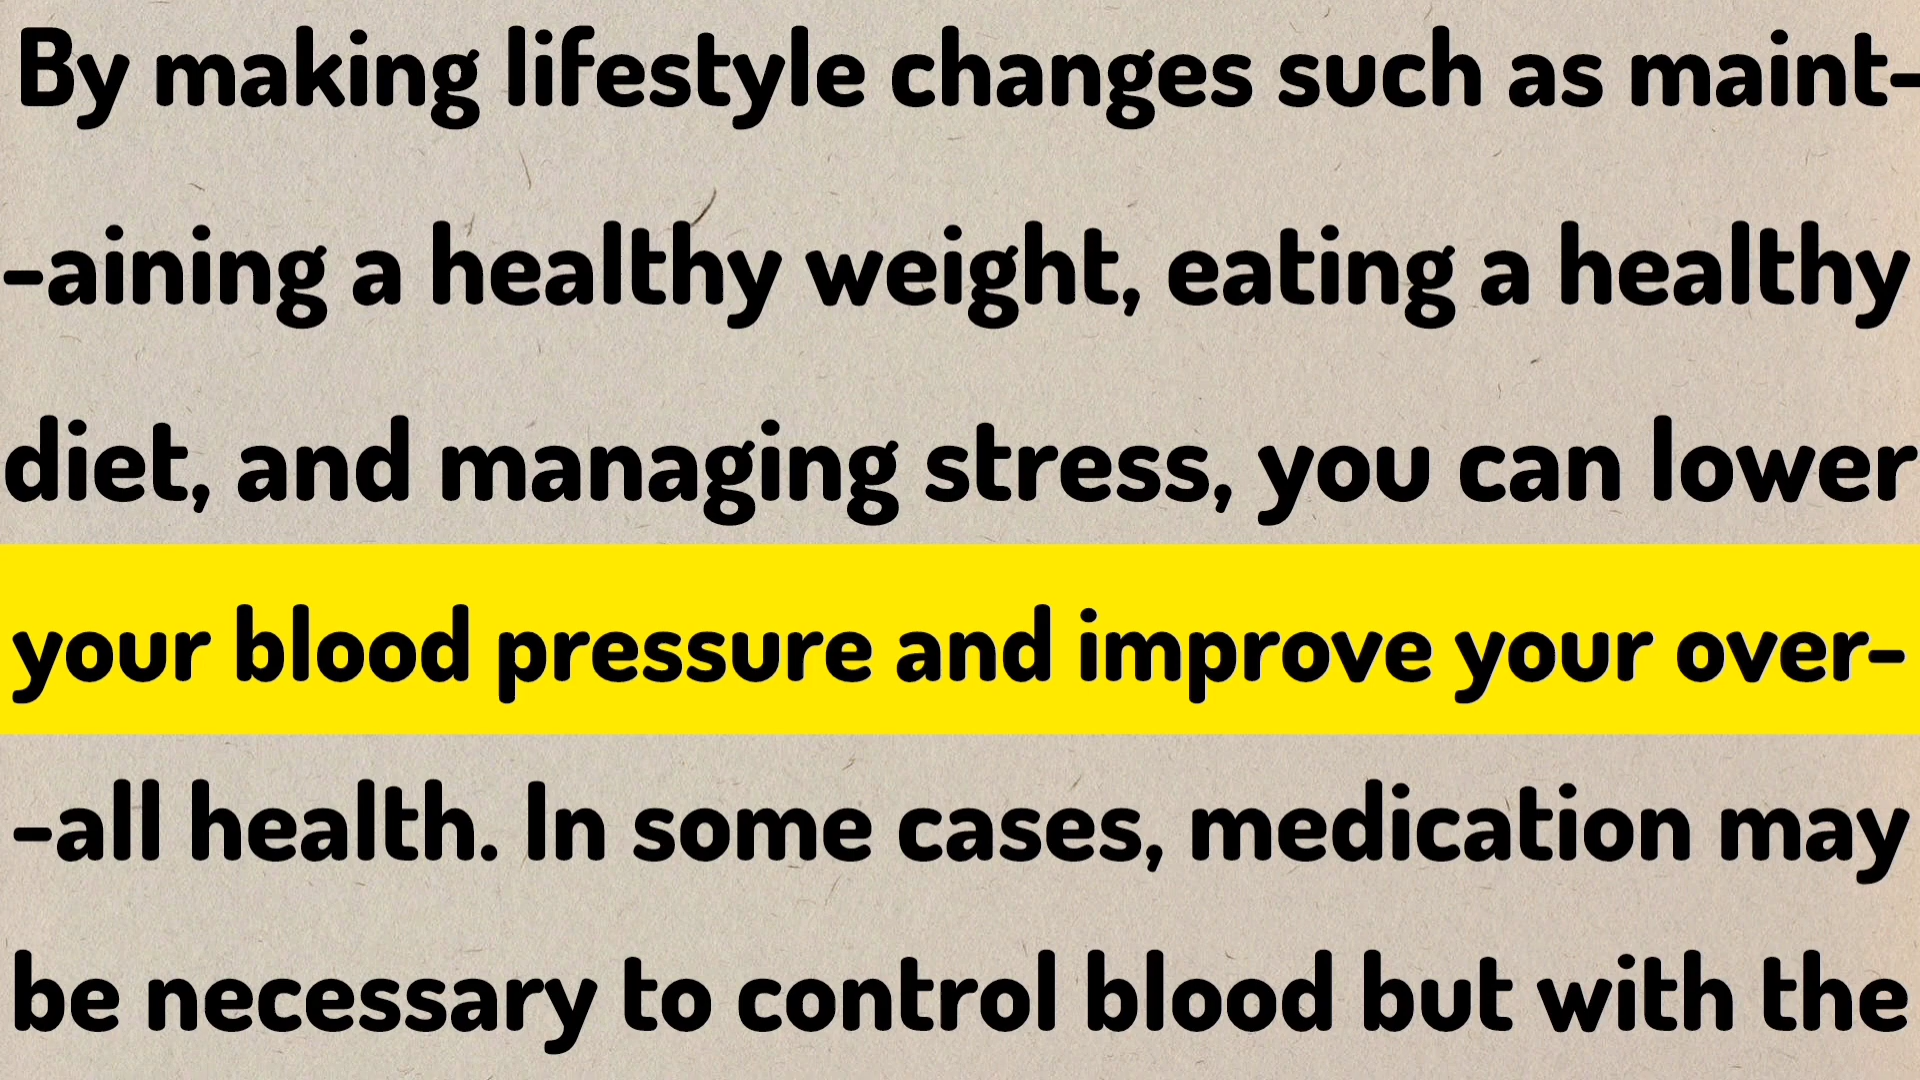 By making lifestyle changes such as maint-
-aining a healthy weight, eating a healthy
diet, and managing stress, you can lower
your blood pressure and improve your over-
-all health. In some cases, medication may
be necessary to control blood but with the